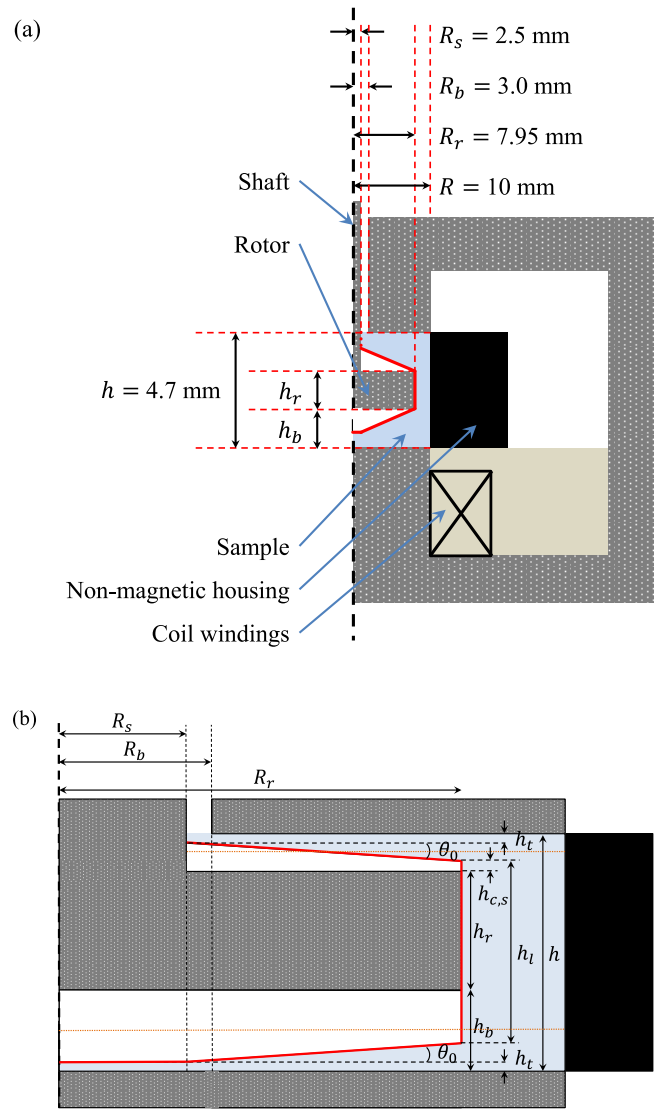 (a)
R_s = 2.5 mm
R_b = 3.0 mm
R_r = 7.95 mm
R = 10 mm
Shaft
Rotor
h = 4.7 mm
h_r
h_b
Sample
Non-magnetic housing
Coil windings
(b)
R_s
R_b
R_r
θ_0
h_t
h_{c,s}
h_r
h_l
h
h_b
θ_0
h_t